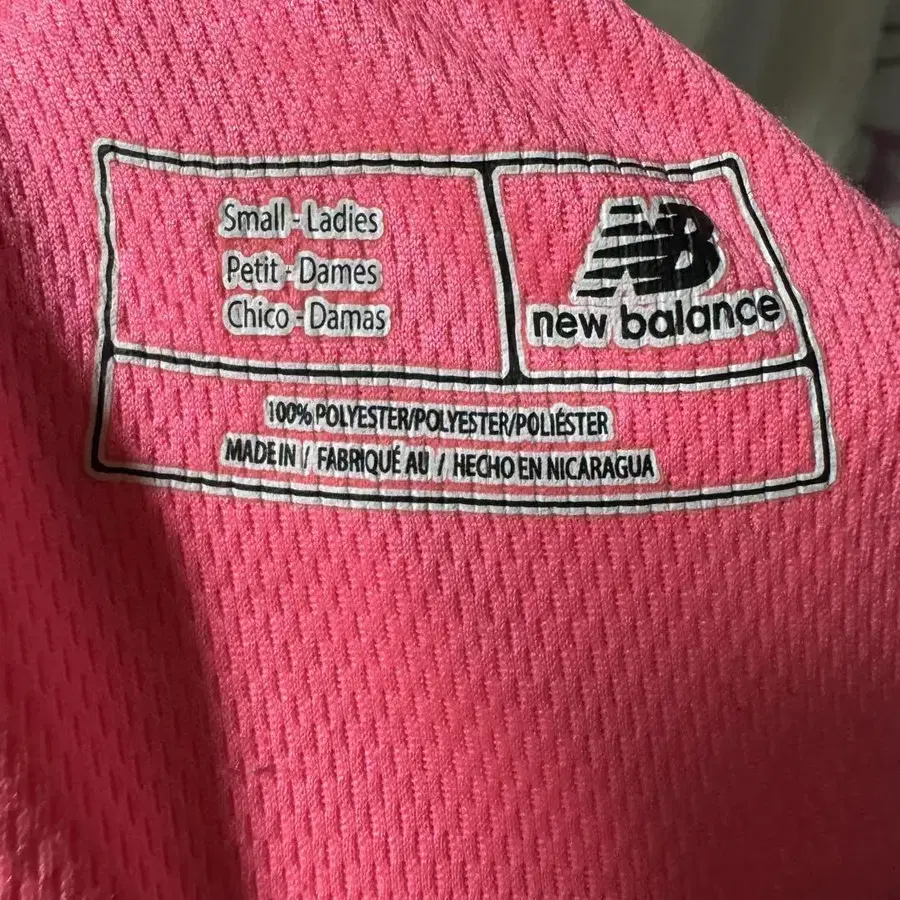 Small - Ladies
Petit - Dames
Chico - Damas
NB
new balance
100% POLYESTER/POLYESTER/POLIÉSTER
MADE IN / FABRIQUÉ AU / HECHO EN NICARAGUA